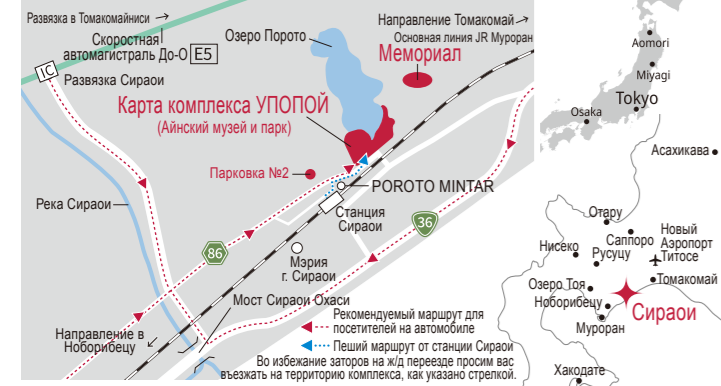 Развязка в Томакомайниси
Скоростная
автомагистраль До-О E5
IC
Развязка Сираои
Озеро Порото
Направление Томакомай
Основная линия JR Муроран
Мемориал
Карта комплекса УПОПОЙ
(Айнский музей и парк)
Парковка №2
Река Сираои
POROTO MINTAR
Станция
Сираои
36
86
Мэрия
г. Сираои
Мост Сираои Охаси
Направление в
Ноборибецу
Рекомендуемый маршрут для
посетителей на автомобиле
Пеший маршрут от станции Сираои
Во избежание заторов на ж/д переезде просим вас
въезжать на территорию комплекса, как указано стрелкой.
Aomori
Miyagi
Tokyo
Osaka
Асахикава
Отару
Саппоро
Новый
Аэропорт
Титосе
Нисеко
Русуцу
Озеро Тоя
Томакомай
Ноборибецу
Сираои
Муроран
Хакодате